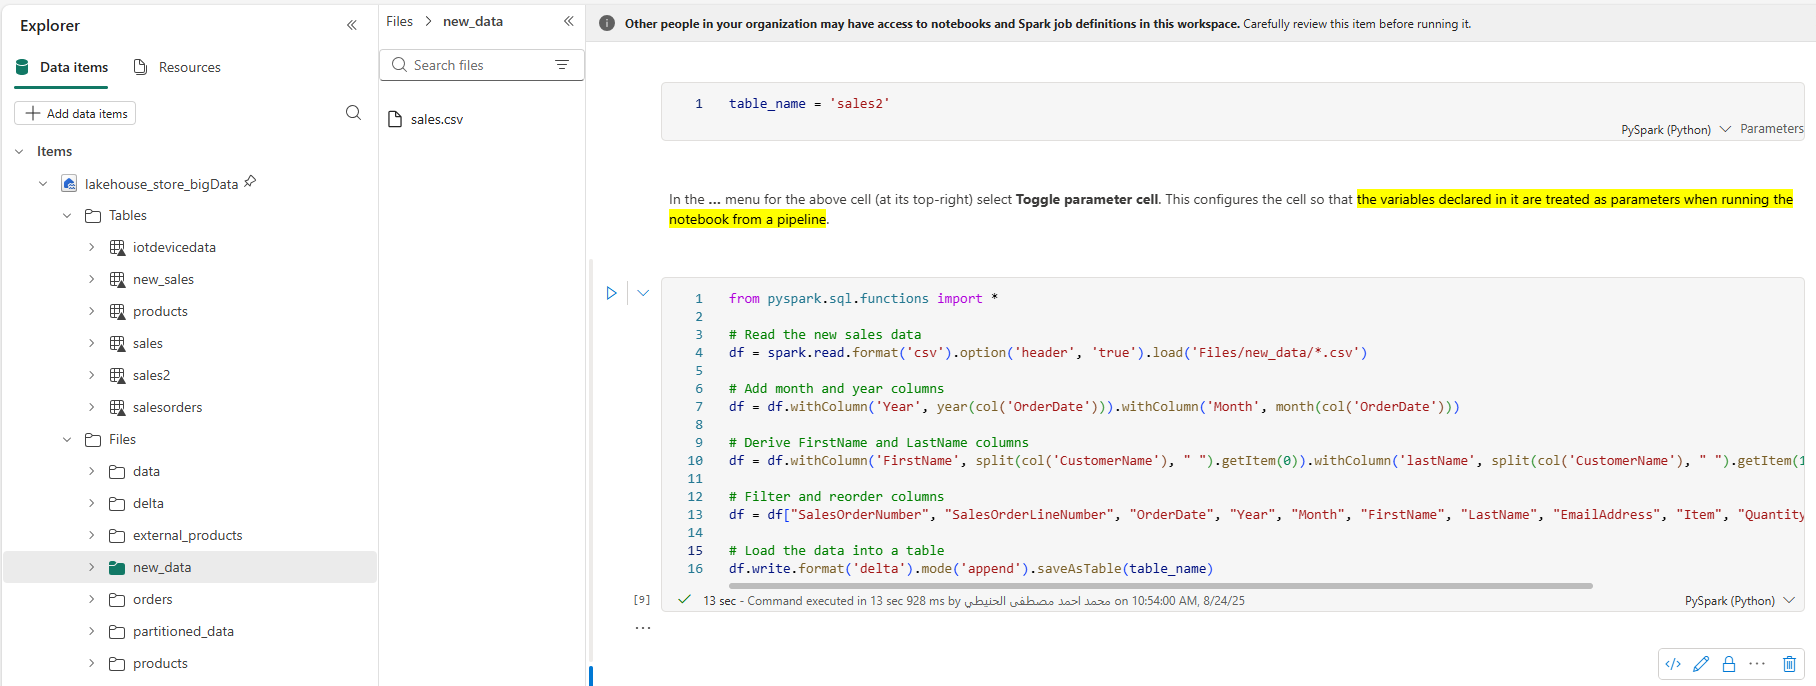 Explorer
Data items
Resources
Add data items
Items
lakehouse_store_bigData
Tables
iotdevicedata
new_sales
products
sales
sales2
salesorders
Files
data
delta
external_products
new_data
orders
partitioned_data
products
Files > new_data
Search files
sales.csv
Other people in your organization may have access to notebooks and Spark job definitions in this workspace. Carefully review this item before running it.
1 table_name = 'sales2'
PySpark (Python) Parameters
In the ... menu for the above cell (at its top-right) select Toggle parameter cell. This configures the cell so that the variables declared in it are treated as parameters when running the
notebook from a pipeline.
1 from pyspark.sql.functions import *
2
3 # Read the new sales data
4 df = spark.read.format('csv').option('header', 'true').load('Files/new_data/*.csv')
5
6 # Add month and year columns
7 df = df.withColumn('Year', year(col('OrderDate'))).withColumn('Month', month(col('OrderDate')))
8
9 # Derive FirstName and LastName columns
10 df = df.withColumn('FirstName', split(col('CustomerName'), " ").getItem(0)).withColumn('lastName', split(col('CustomerName'), " ").getItem(1
11
12 # Filter and reorder columns
13 df = df["SalesOrderNumber", "SalesOrderLineNumber", "OrderDate", "Year", "Month", "FirstName", "LastName", "EmailAddress", "Item", "Quantity
14
15 # Load the data into a table
16 df.write.format('delta').mode('append').saveAsTable(table_name)
[9] 13 sec - Command executed in 13 sec 928 ms by محمد احمد مصطفى الحنيطي on 10:54:00 AM, 8/24/25
PySpark (Python)